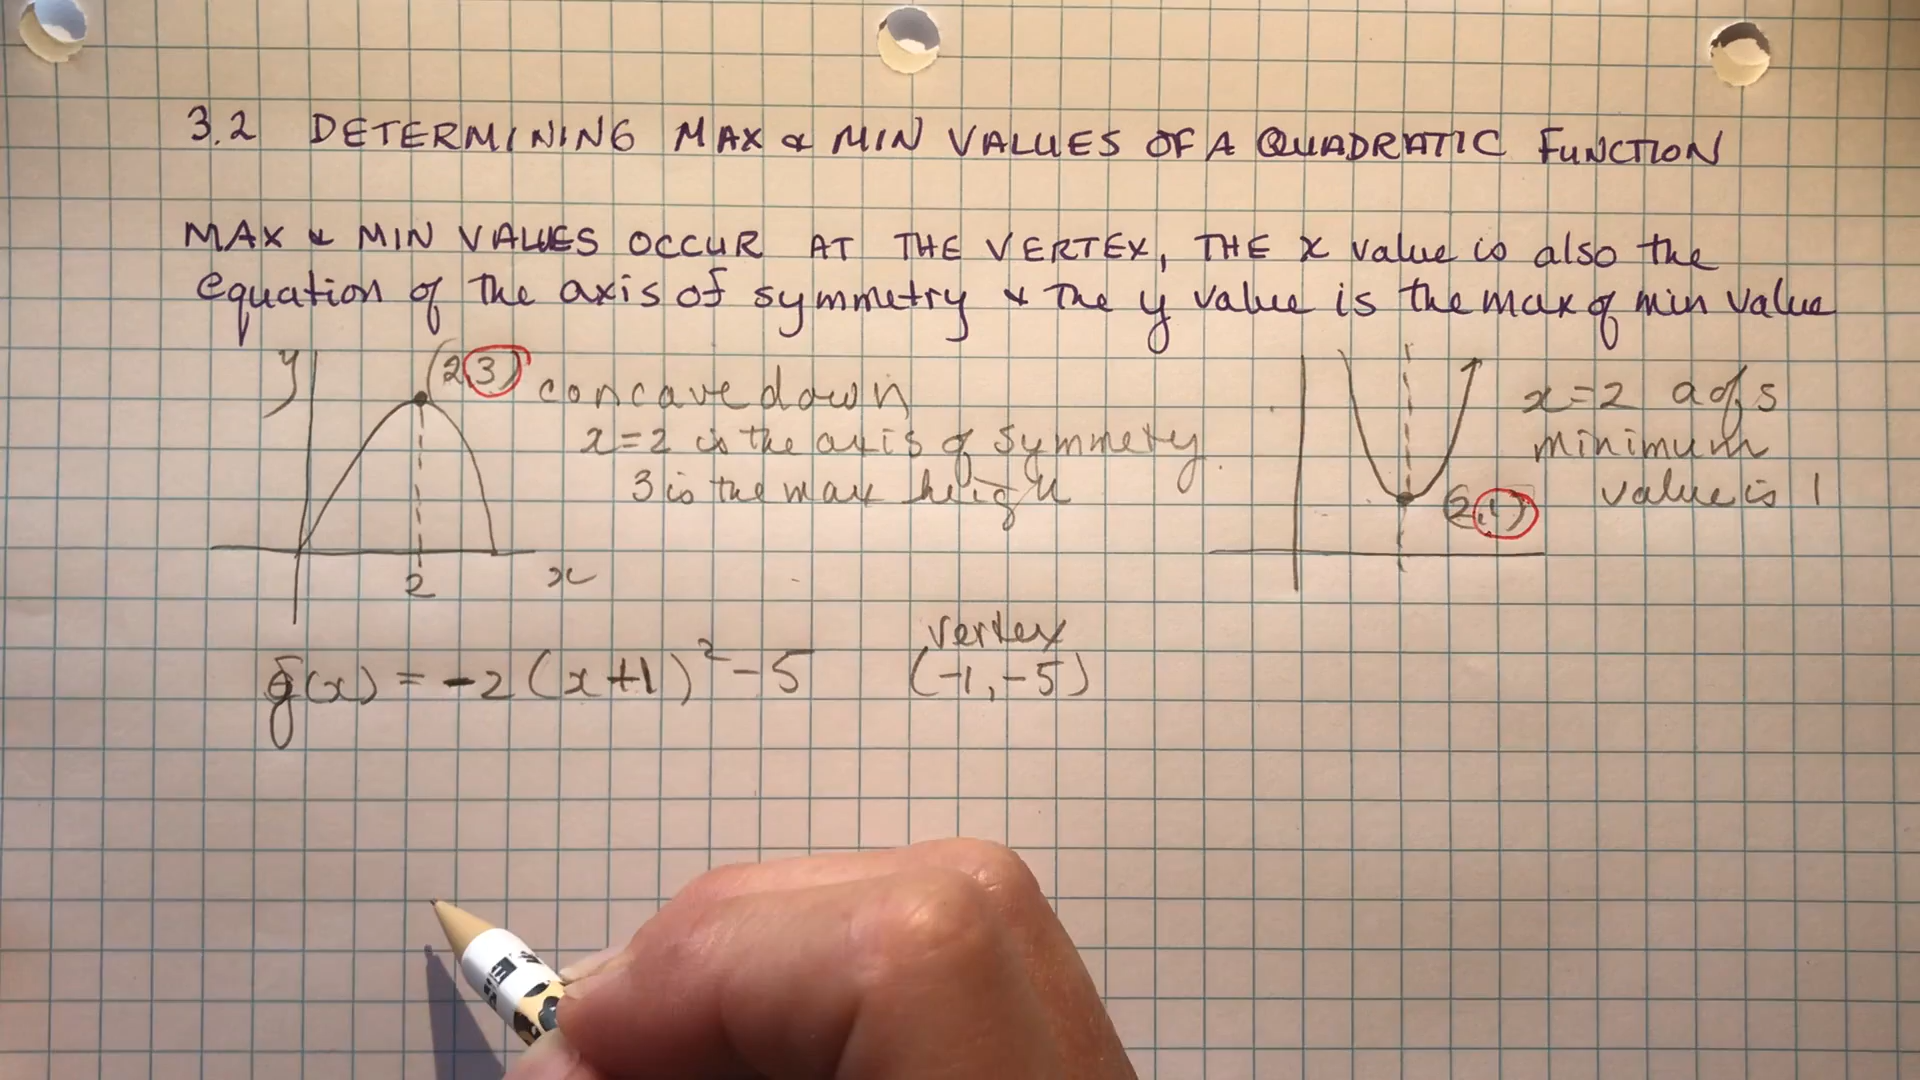 3.2 DETERMINING MAX & MIN VALUES OF A QUADRATIC FUNCTION
MAX & MIN VALUES OCCUR AT THE VERTEX, THE x value is also the
equation of the axis of symmetry & the y value is the max of min value
y
(2,3) concave down
x=2 is the axis of symmetry.
3 is the max heigh
2
x
x=2 a of s
minimum
value is 1
(2,1)
g(x) = -2(x+1)² - 5
vertex
(-1,-5)